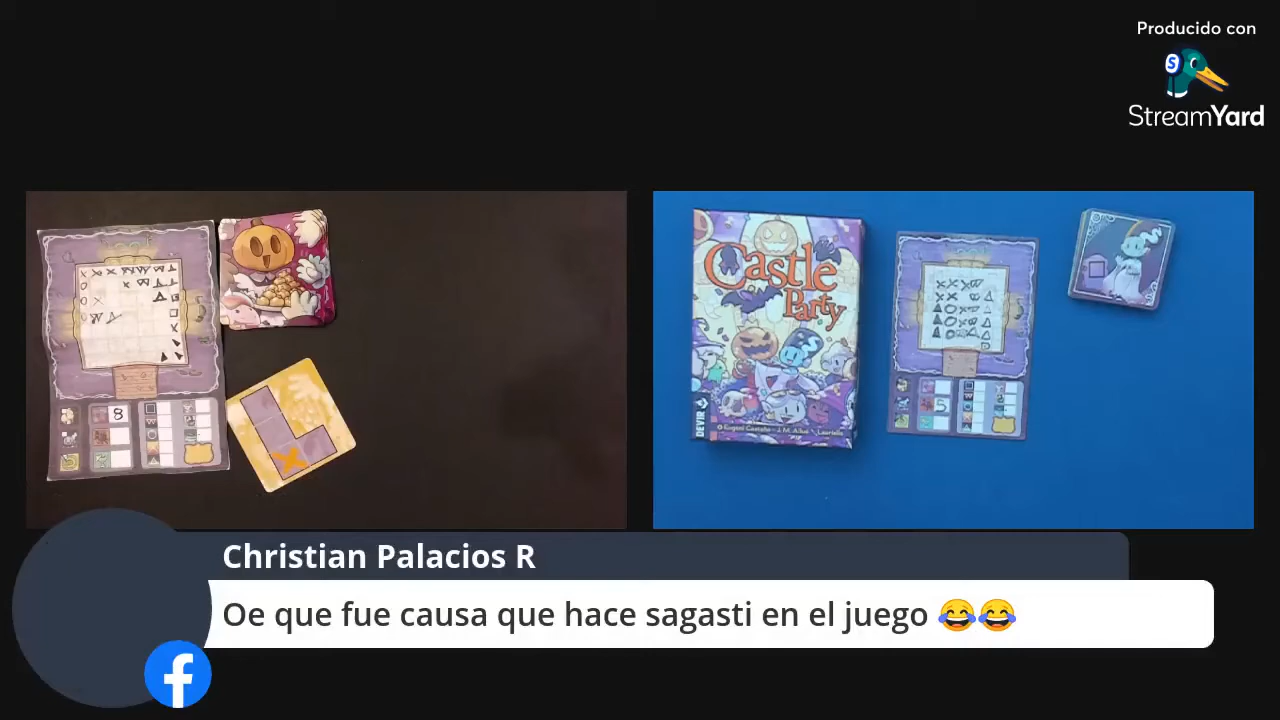 Producido con
StreamYard
Castle
Party
DEVIR
8
5
Christian Palacios R
Oe que fue causa que hace sagasti en el juego 😂😂